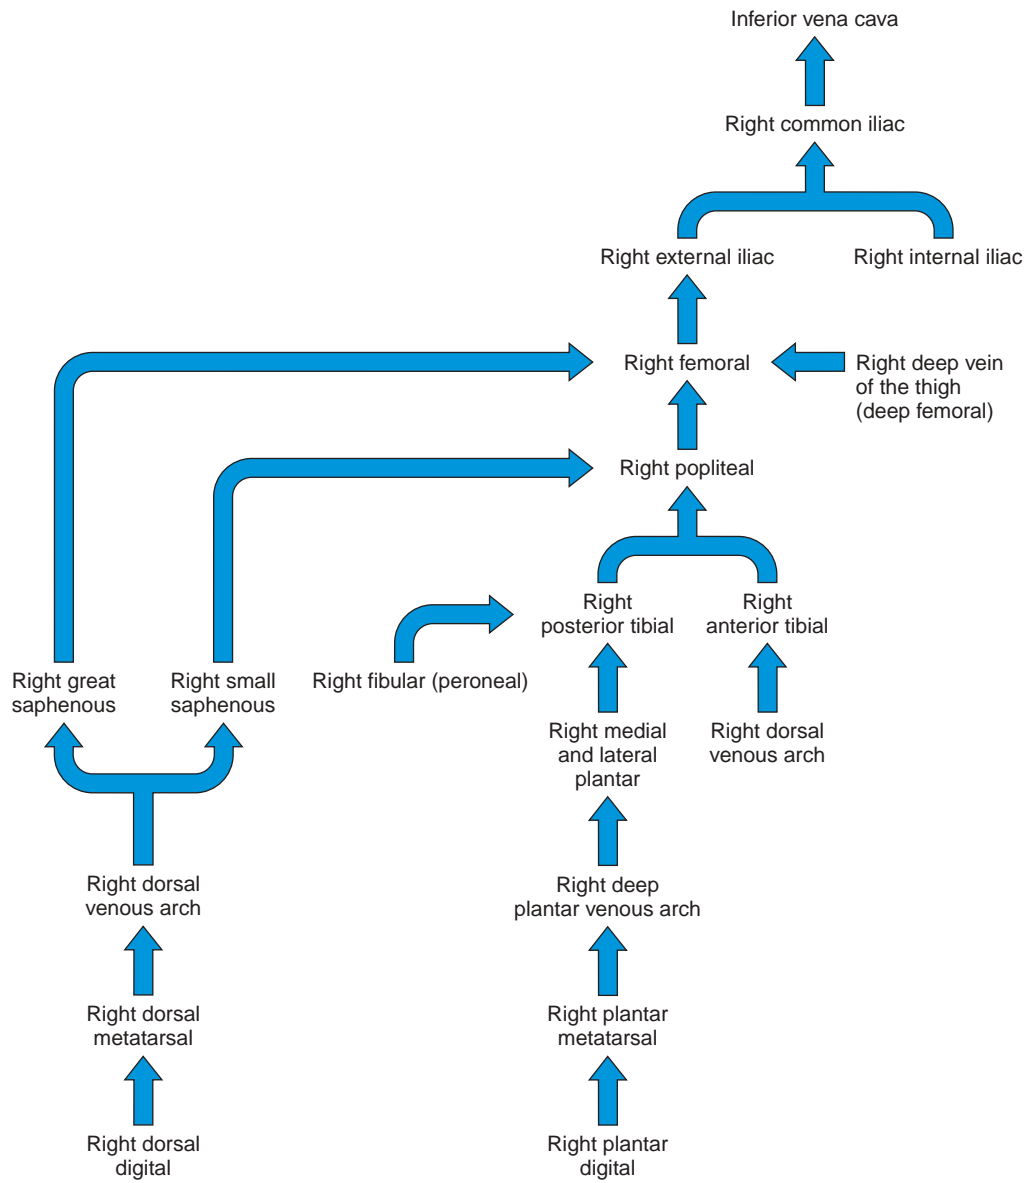 Inferior vena cava
Right common iliac
Right external iliac
Right internal iliac
Right femoral
Right deep vein
of the thigh
(deep femoral)
Right popliteal
Right
posterior tibial
Right
anterior tibial
Right great
saphenous
Right small
saphenous
Right fibular (peroneal)
Right medial
and lateral
plantar
Right dorsal
venous arch
Right dorsal
venous arch
Right deep
plantar venous arch
Right dorsal
metatarsal
Right plantar
metatarsal
Right dorsal
digital
Right plantar
digital